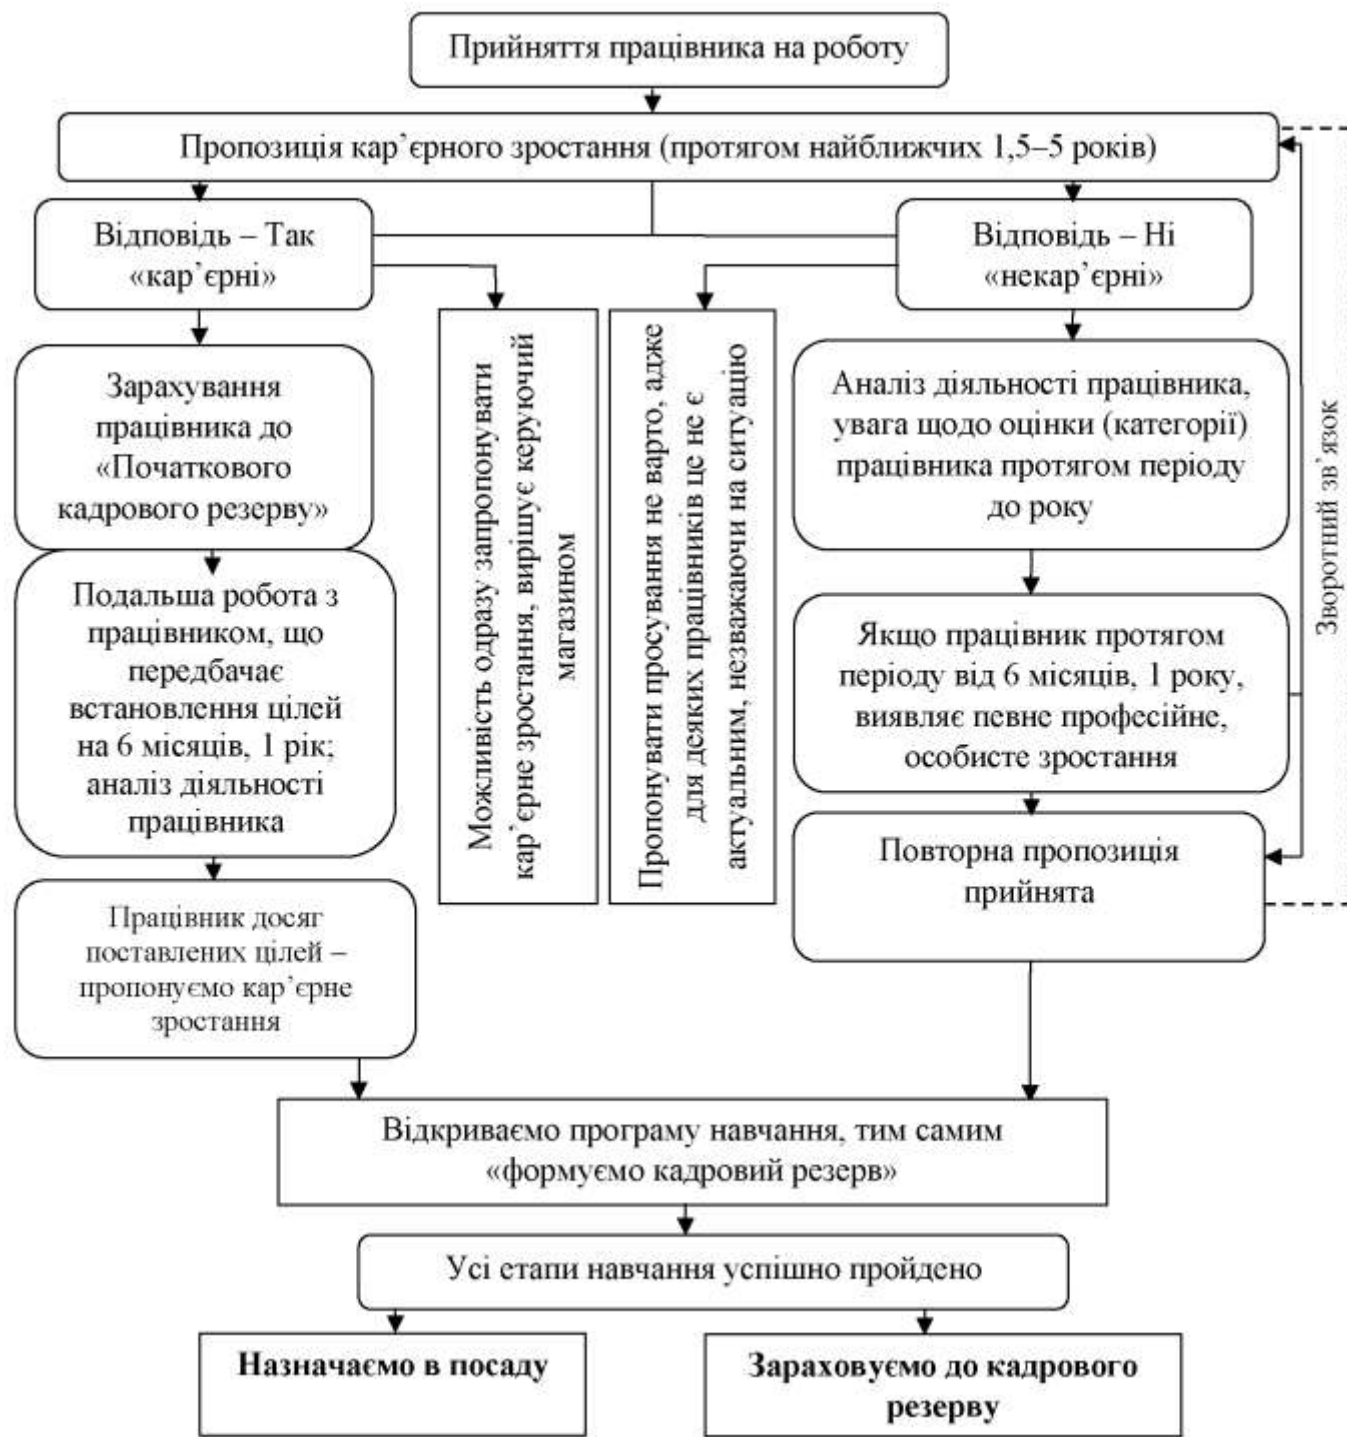 Прийняття працівника на роботу
Пропозиція кар’єрного зростання (протягом найближчих 1,5–5 років)
Відповідь – Так
«кар’єрні»
Відповідь – Ні
«некар’єрні»
Зарахування
працівника до
«Початкового
кадрового резерву»
Можливість одразу запропонувати
кар’єрне зростання, вирішує керуючий
магазином
Пропонувати просування не варто, адже
для деяких працівників це не є
актуальним, незважаючи на ситуацію
Аналіз діяльності працівника,
увага щодо оцінки (категорії)
працівника протягом періоду
до року
Зворотний зв’язок
Подальша робота з
працівником, що
передбачає
встановлення цілей
на 6 місяців, 1 рік;
аналіз діяльності
працівника
Якщо працівник протягом
періоду від 6 місяців, 1 року,
виявляє певне професійне,
особисте зростання
Повторна пропозиція
прийнята
Працівник досяг
поставлених цілей –
пропонуємо кар’єрне
зростання
Відкриваємо програму навчання, тим самим
«формуємо кадровий резерв»
Усі етапи навчання успішно пройдено
Назначаємо в посаду
Зараховуємо до кадрового
резерву